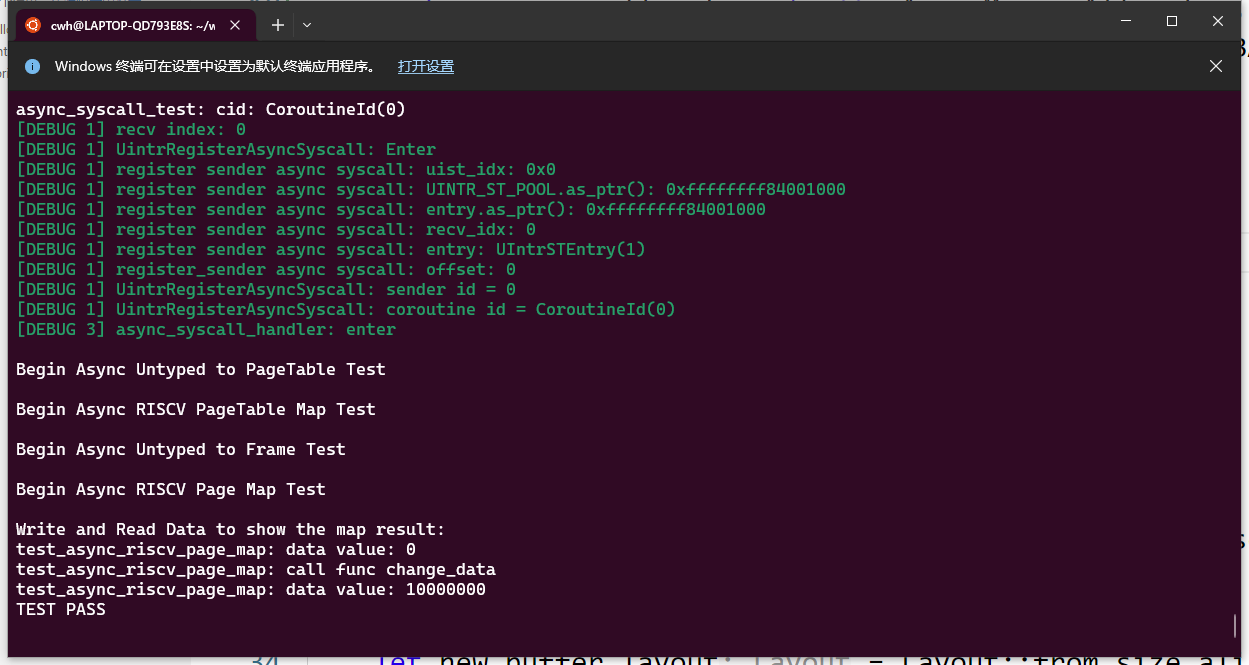 cwh@LAPTOP-QD793E8S: ~/w
Windows 终端可在设置中设置为默认终端应用程序。 打开设置
async_syscall_test: cid: CoroutineId(0)
[DEBUG 1] recv index: 0
[DEBUG 1] UintrRegisterAsyncSyscall: Enter
[DEBUG 1] register sender async syscall: uist_idx: 0x0
[DEBUG 1] register sender async syscall: UINTR_ST_POOL.as_ptr(): 0xffffffff84001000
[DEBUG 1] register sender async syscall: entry.as_ptr(): 0xffffffff84001000
[DEBUG 1] register sender async syscall: recv_idx: 0
[DEBUG 1] register sender async syscall: entry: UIntrSTEntry(1)
[DEBUG 1] register_sender async syscall: offset: 0
[DEBUG 1] UintrRegisterAsyncSyscall: sender id = 0
[DEBUG 1] UintrRegisterAsyncSyscall: coroutine id = CoroutineId(0)
[DEBUG 3] async_syscall_handler: enter
Begin Async Untyped to PageTable Test
Begin Async RISCV PageTable Map Test
Begin Async Untyped to Frame Test
Begin Async RISCV Page Map Test
Write and Read Data to show the map result:
test_async_riscv_page_map: data value: 0
test_async_riscv_page_map: call func change_data
test_async_riscv_page_map: data value: 10000000
TEST PASS
34 let new_buffer_layout: Layout = Layout::from_size_ali